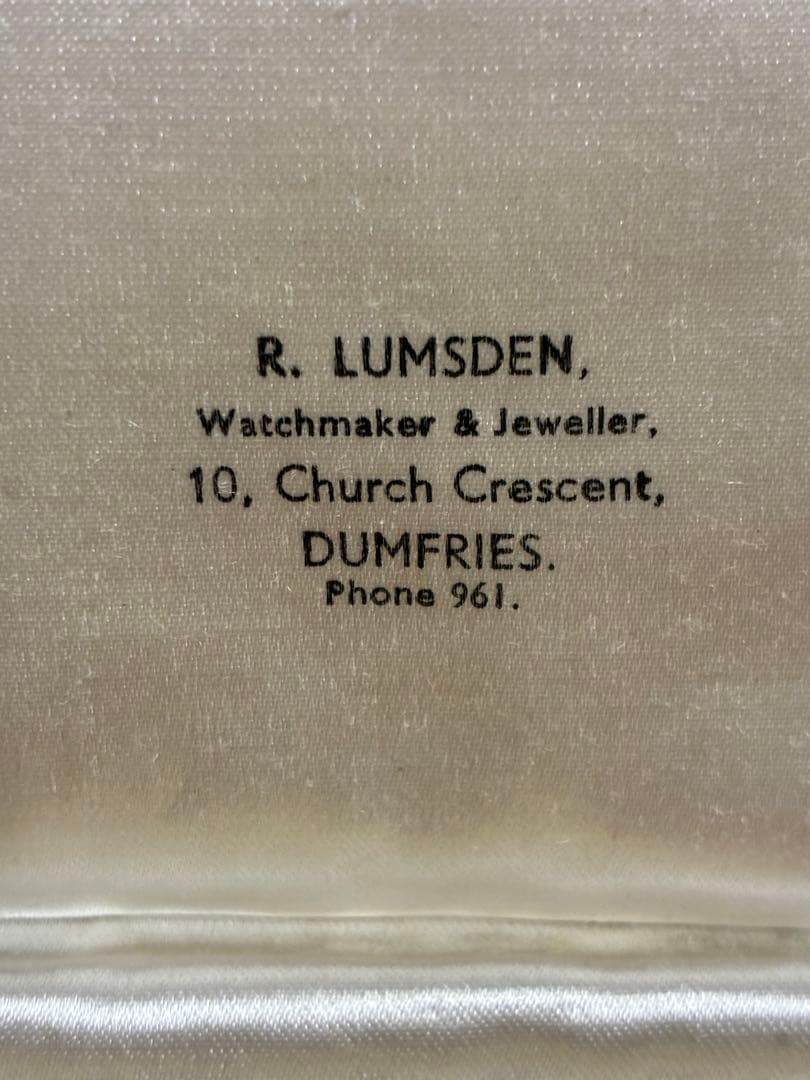 R. LUMSDEN,
Watchmaker & Jeweller,
10, Church Crescent,
DUMFRIES.
Phone 961.